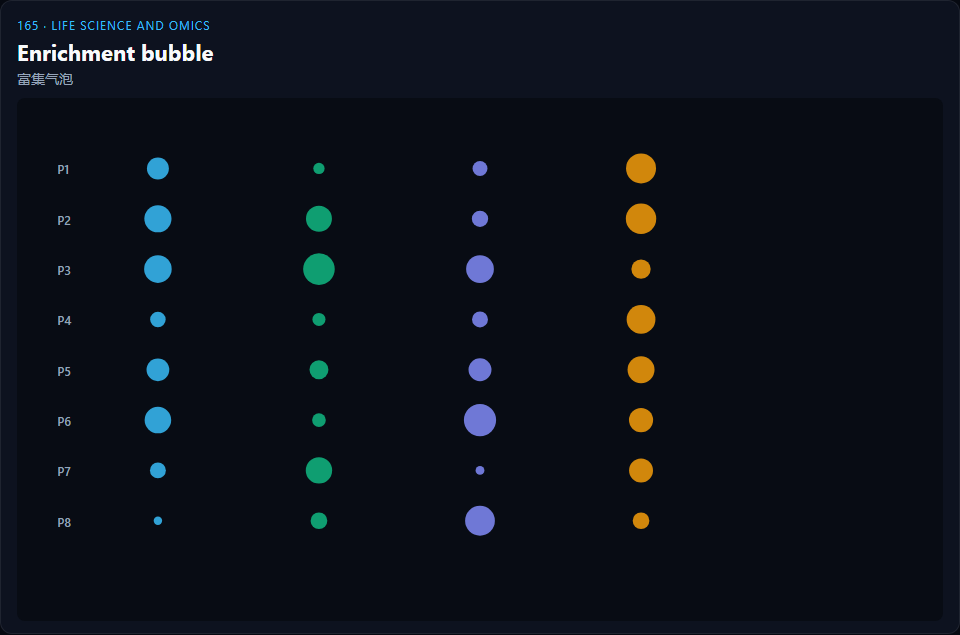 165 · LIFE SCIENCE AND OMICS
Enrichment bubble
富集气泡
P1
P2
P3
P4
P5
P6
P7
P8